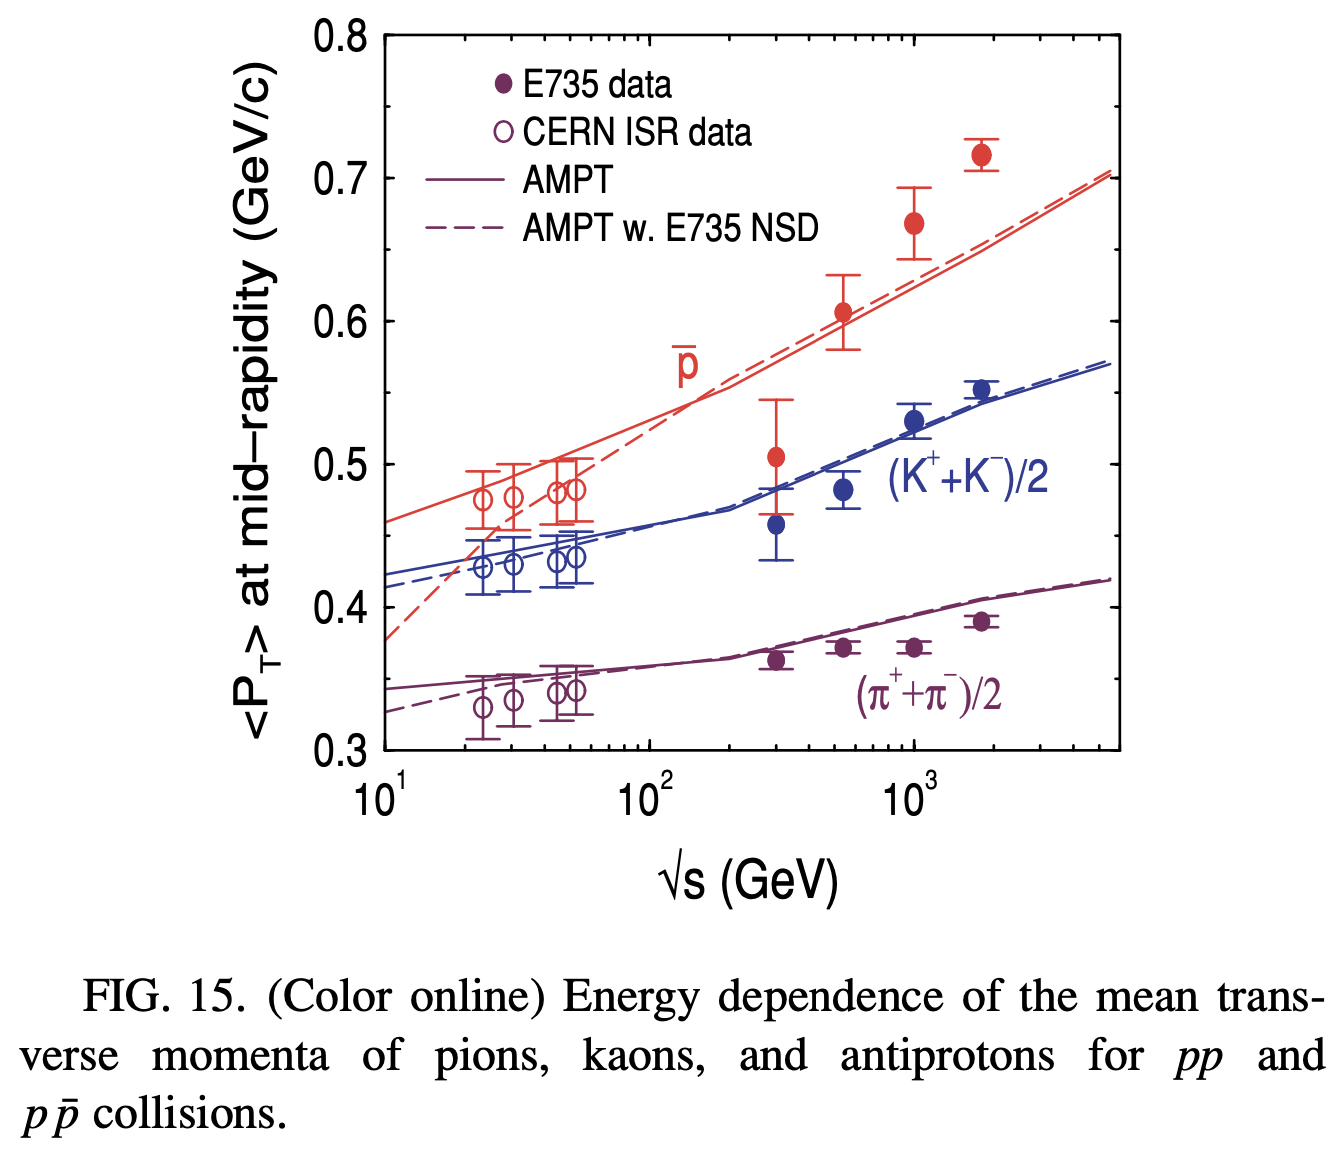 0.8
0.7
0.6
0.5
0.4
0.3
<P_T> at mid–rapidity (GeV/c)
E735 data
CERN ISR data
AMPT
AMPT w. E735 NSD
p̄
(K⁺+K⁻)/2
(π⁺+π⁻)/2
10¹ 10² 10³
√s (GeV)
FIG. 15. (Color online) Energy dependence of the mean trans-
verse momenta of pions, kaons, and antiprotons for pp and
pp̄ collisions.